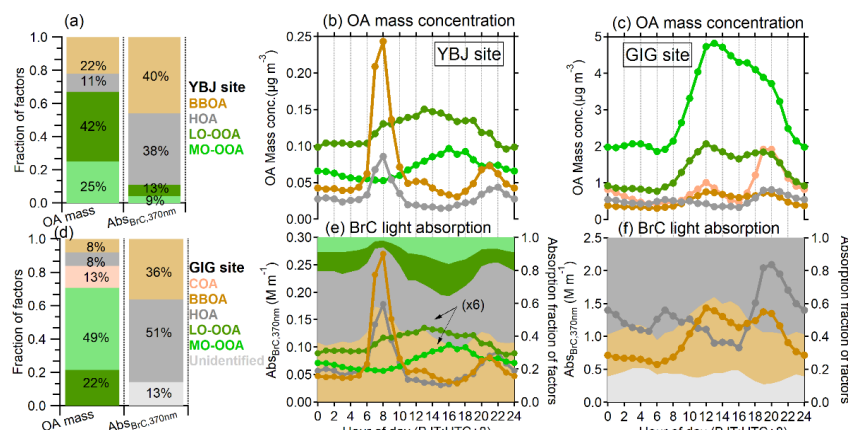 (a)
(b) OA mass concentration
(c) OA mass concentration
1.0
0.8
0.6
0.4
0.2
0.0
Fraction of factors
22%
11%
42%
25%
40%
38%
13%
9%
OA mass
Abs BrC,370nm
YBJ site
BBOA
HOA
LO-OOA
MO-OOA
0.25
0.20
0.15
0.10
0.05
0.00
OA Mass conc.(µg m⁻³)
YBJ site
5
4
3
2
1
0
OA Mass conc.(µg m⁻³)
GIG site
(d)
1.0
0.8
0.6
0.4
0.2
0.0
Fraction of factors
8%
8%
13%
49%
22%
36%
51%
13%
OA mass
Abs BrC,370nm
GIG site
COA
BBOA
HOA
LO-OOA
MO-OOA
Unidentified
(e) BrC light absorption
0.30
0.25
0.20
0.15
0.10
0.05
0.00
Abs BrC,370nm (M m⁻¹)
(x6)
1.0
0.8
0.6
0.4
0.2
0.0
Absorption fraction of factors
0 2 4 6 8 10 12 14 16 18 20 22 24
(f) BrC light absorption
2.5
2.0
1.5
1.0
0.5
0.0
Abs BrC,370nm (M m⁻¹)
1.0
0.8
0.6
0.4
0.2
0.0
Absorption fraction of factors
0 2 4 6 8 10 12 14 16 18 20 22 24